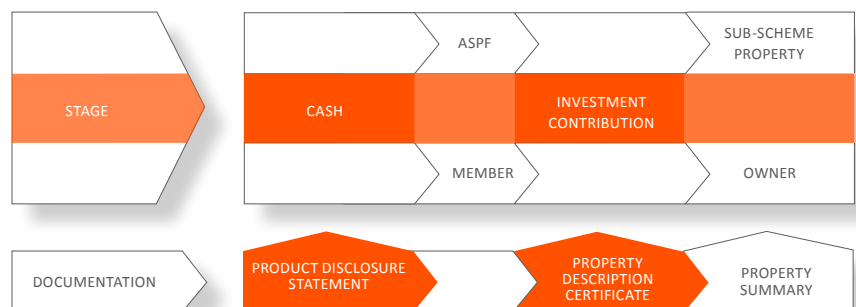 ASPF
SUB-SCHEME
PROPERTY
STAGE
CASH
INVESTMENT
CONTRIBUTION
MEMBER
OWNER
DOCUMENTATION
PRODUCT DISCLOSURE
STATEMENT
PROPERTY
DESCRIPTION
CERTIFICATE
PROPERTY
SUMMARY